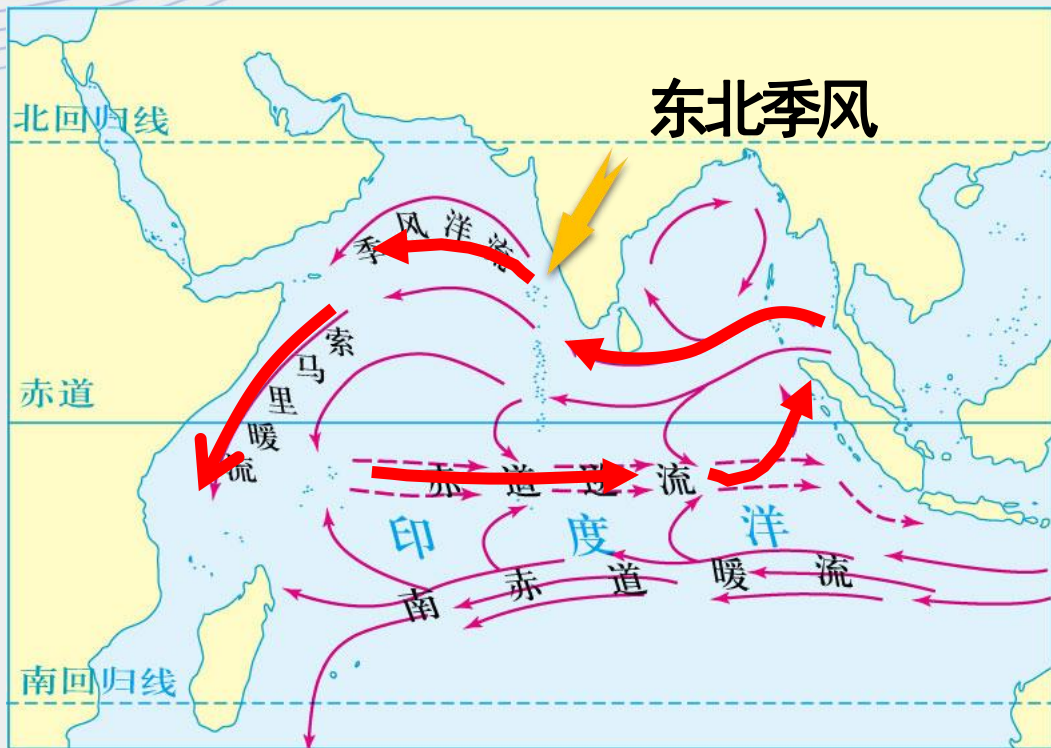 东北季风
北回归线
季风洋流
索马里暖流
赤道
赤道逆流
印度洋
南赤道暖流
南回归线